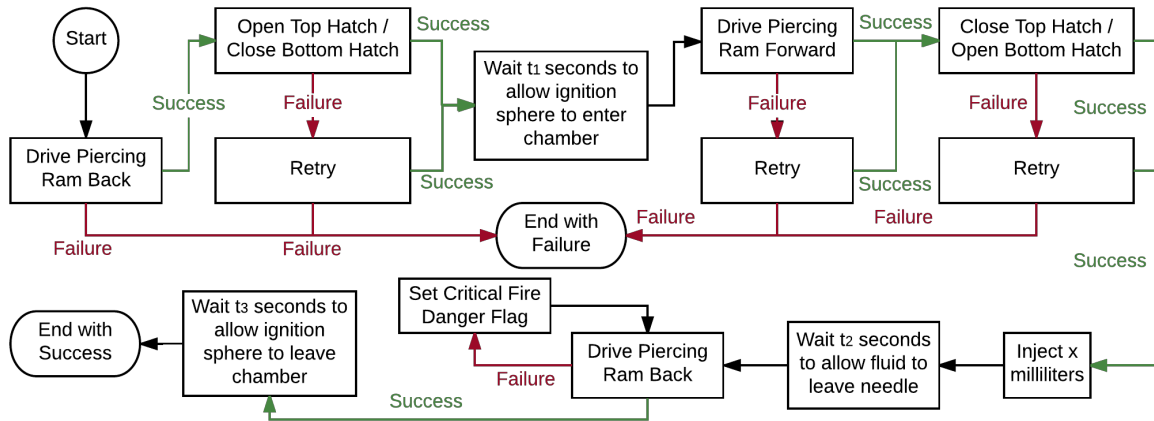 Start
Drive Piercing
Ram Back
Success
Failure
Open Top Hatch /
Close Bottom Hatch
Success
Failure
Retry
Success
Failure
Wait t1 seconds to
allow ignition
sphere to enter
chamber
Drive Piercing
Ram Forward
Success
Failure
Retry
Success
Failure
Close Top Hatch /
Open Bottom Hatch
Success
Failure
Retry
Success
Failure
End with
Failure
Inject x
milliliters
Wait t2 seconds
to allow fluid to
leave needle
Drive Piercing
Ram Back
Failure
Set Critical Fire
Danger Flag
Success
Wait t3 seconds to
allow ignition
sphere to leave
chamber
End with
Success